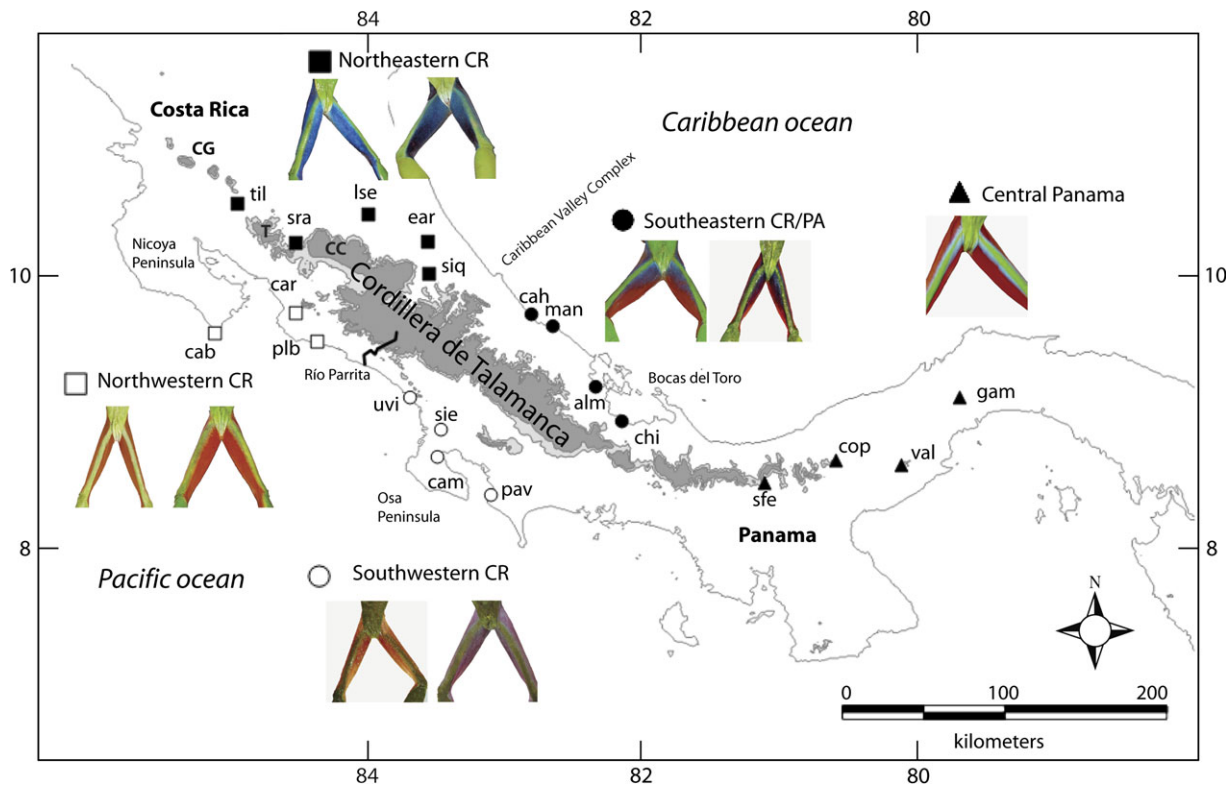 84
82
80
Northeastern CR
Costa Rica
Caribbean ocean
CG
Caribbean Valley Complex
Central Panama
til
lse
sra
ear
Southeastern CR/PA
T
CC
Nicoya
Peninsula
siq
10
10
Cordillera de Talamanca
car
cah
man
cab
plb
Río Parrita
Northwestern CR
Bocas del Toro
uvi
alm
gam
sie
chi
cop
val
cam
pav
sfe
Osa
Peninsula
Panama
8
8
Pacific ocean
Southwestern CR
N
0
100
200
kilometers
84
82
80